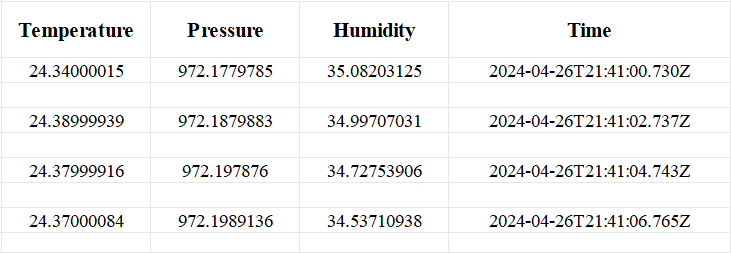 Temperature Pressure Humidity Time
24.34000015 972.1779785 35.08203125 2024-04-26T21:41:00.730Z
24.38999939 972.1879883 34.99707031 2024-04-26T21:41:02.737Z
24.37999916 972.197876 34.72753906 2024-04-26T21:41:04.743Z
24.37000084 972.1989136 34.53710938 2024-04-26T21:41:06.765Z